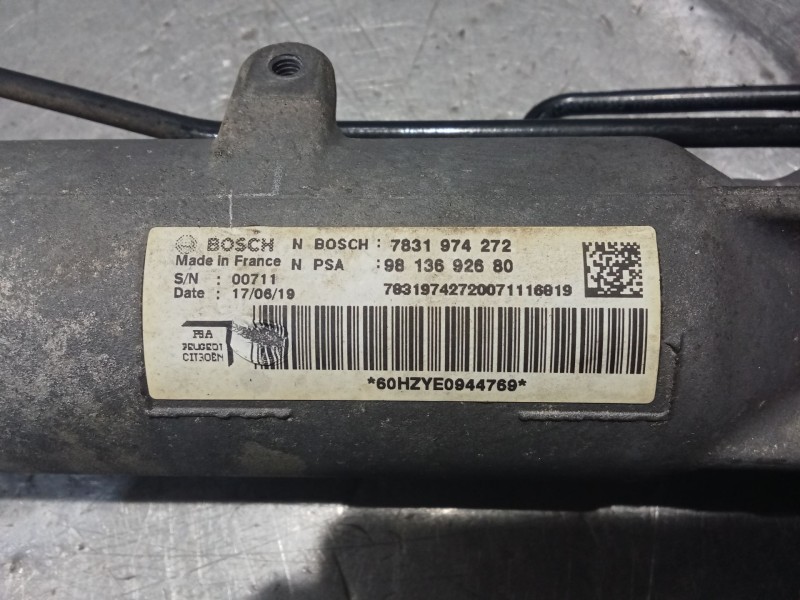 BOSCH N BOSCH : 7831 974 272
Made in France N PSA : 98 136 926 80
S/N : 00711
Date : 17/06/19
78319742720071116819
PSA
PEUGEOT
CITROËN
*60HZYE0944769*